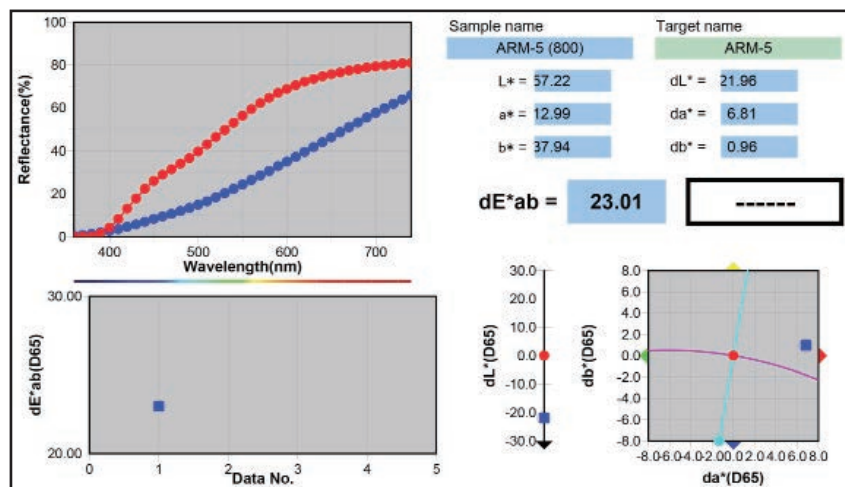 Sample name
Target name
ARM-5 (800)
ARM-5
L* = 57.22
dL* = 21.96
a* = 12.99
da* = 6.81
b* = 37.94
db* = 0.96
dE*ab = 23.01
------
100
80
60
40
20
0
Reflectance(%)
400 500 600 700
Wavelength(nm)
30.00
20.00
dE*ab(D65)
0 1 2 3 4 5
Data No.
30.0
20.0
10.0
0.0
-10.0
-20.0
-30.0
dL*(D65)
8.0
6.0
4.0
2.0
0.0
-2.0
-4.0
-6.0
-8.0
db*(D65)
-8.06.0-4.0-2.00.0 2.0 4.0 6.0 8.0
da*(D65)